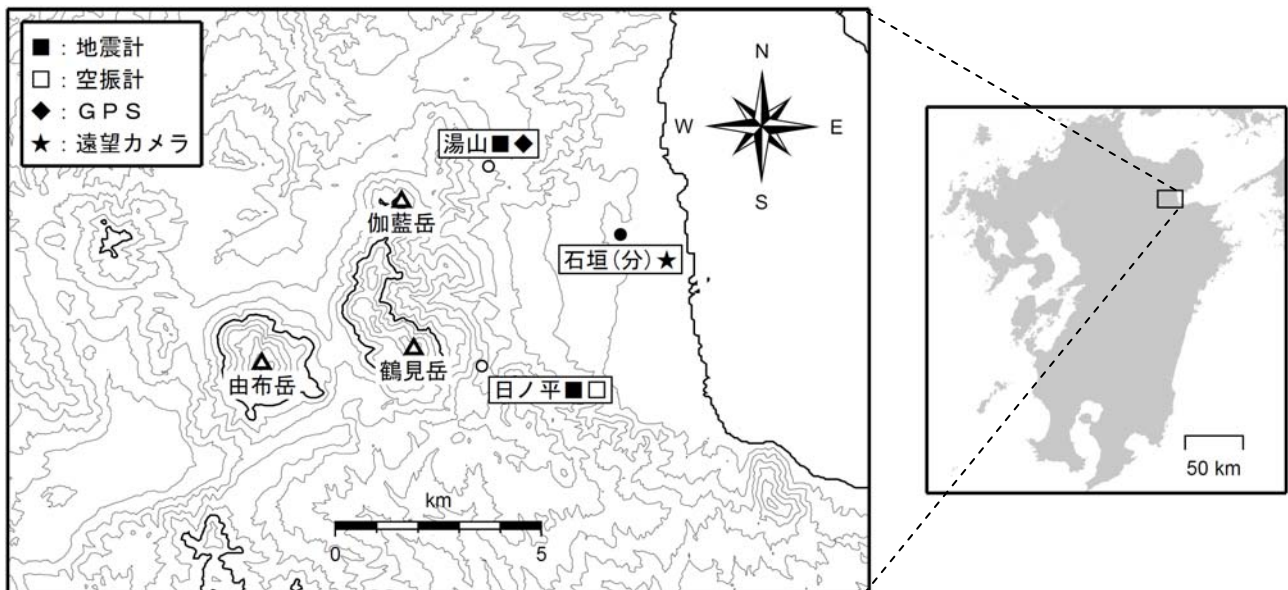 ■：地震計
□：空振計
◆：ＧＰＳ
★：遠望カメラ
N
W
E
S
湯山■◆
伽藍岳
石垣(分)★
由布岳
鶴見岳
日ノ平■□
km
0
5
50 km